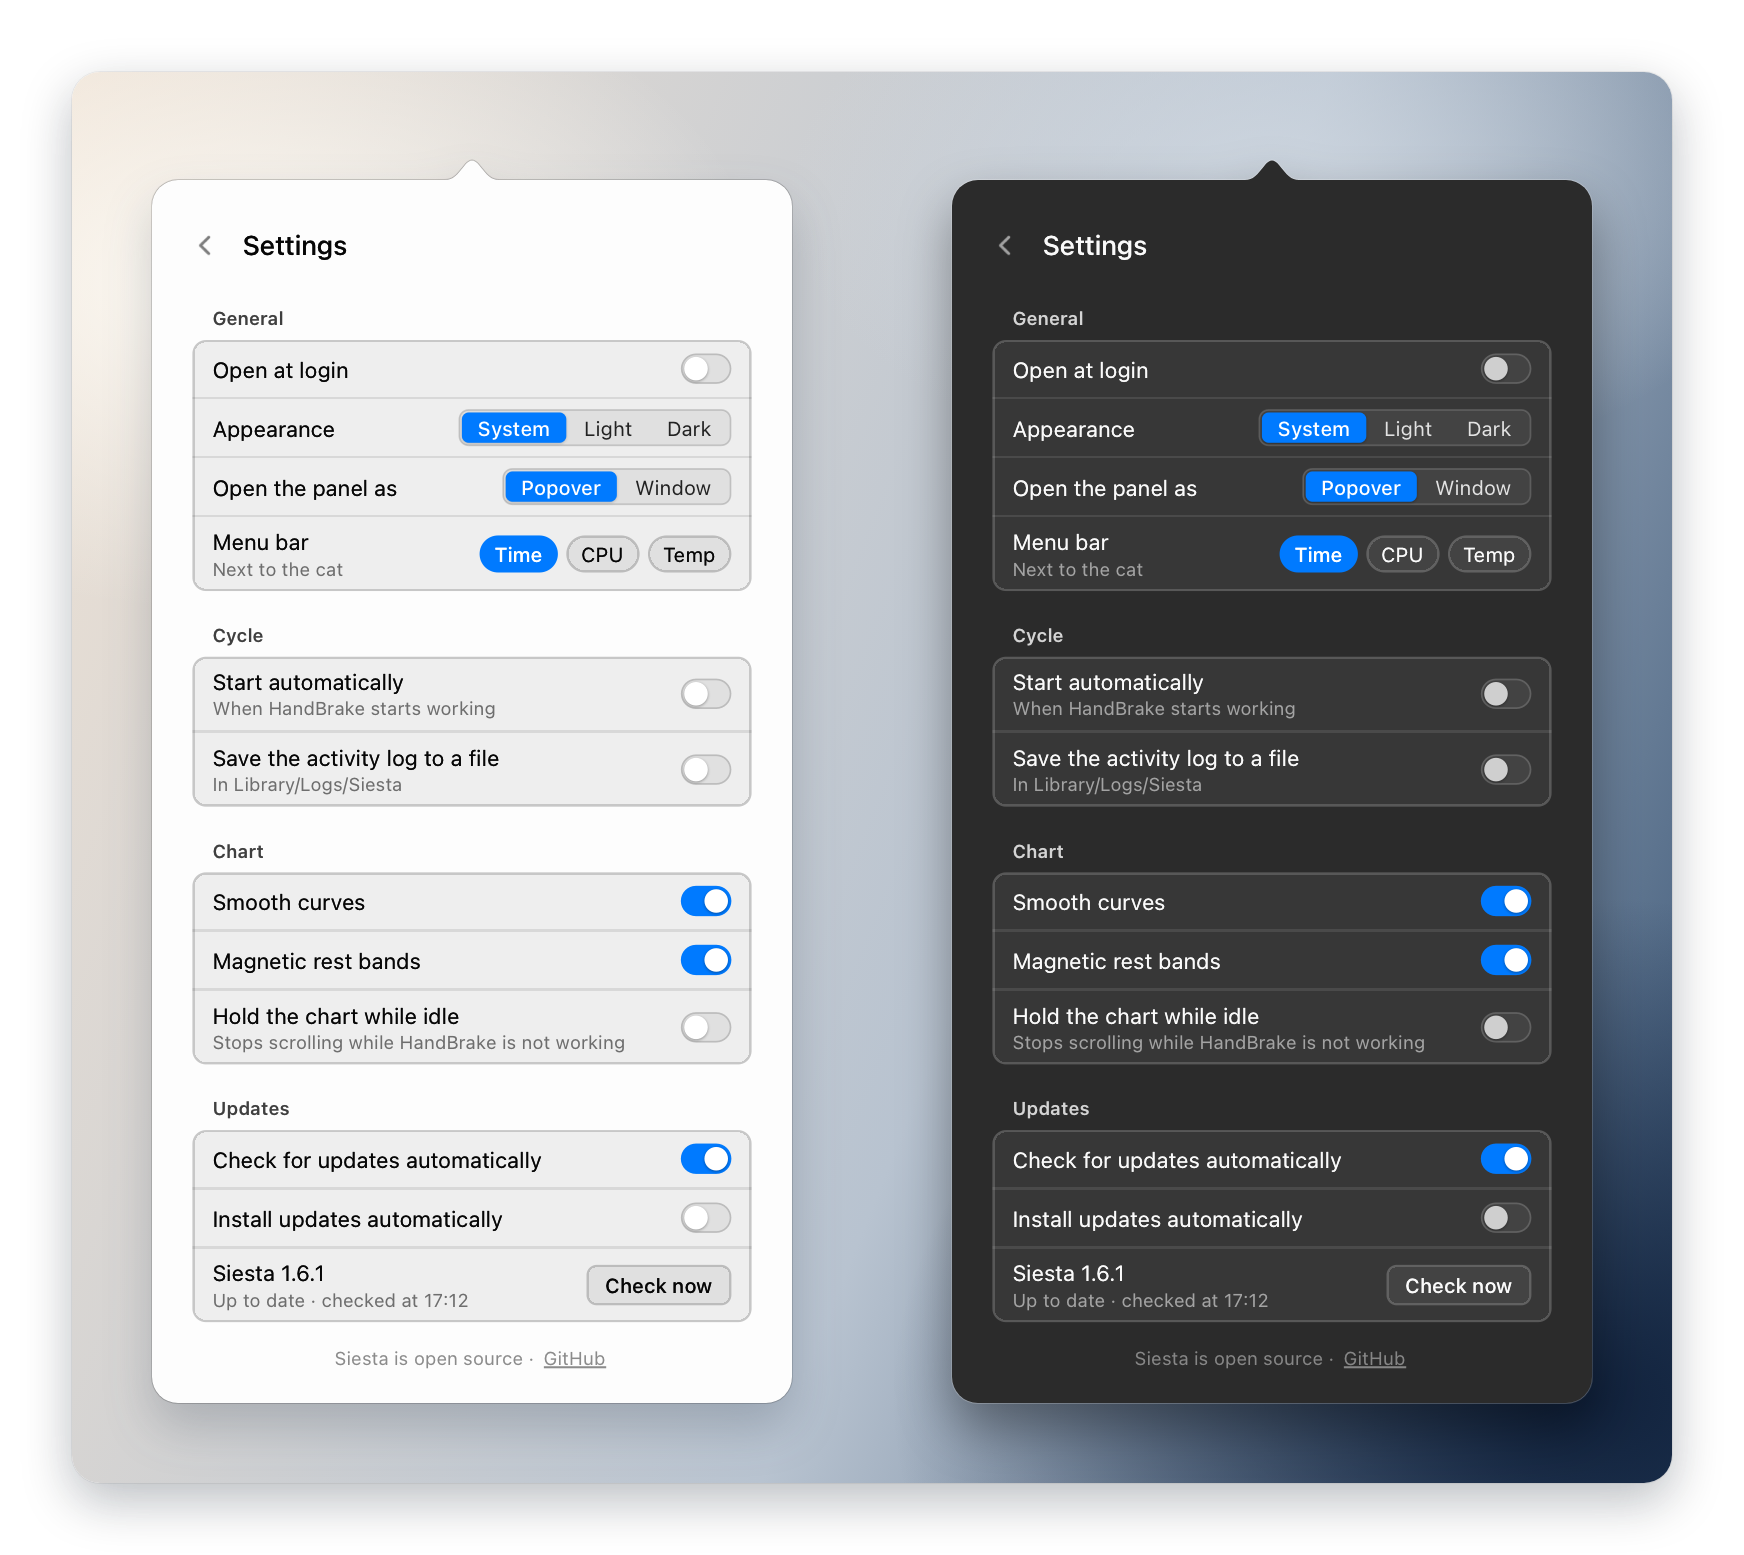 Settings
General
Open at login
Appearance System Light Dark
Open the panel as Popover Window
Menu bar
Next to the cat
Time CPU Temp
Cycle
Start automatically
When HandBrake starts working
Save the activity log to a file
In Library/Logs/Siesta
Chart
Smooth curves
Magnetic rest bands
Hold the chart while idle
Stops scrolling while HandBrake is not working
Updates
Check for updates automatically
Install updates automatically
Siesta 1.6.1
Up to date · checked at 17:12
Check now
Siesta is open source · GitHub
Settings
General
Open at login
Appearance System Light Dark
Open the panel as Popover Window
Menu bar
Next to the cat
Time CPU Temp
Cycle
Start automatically
When HandBrake starts working
Save the activity log to a file
In Library/Logs/Siesta
Chart
Smooth curves
Magnetic rest bands
Hold the chart while idle
Stops scrolling while HandBrake is not working
Updates
Check for updates automatically
Install updates automatically
Siesta 1.6.1
Up to date · checked at 17:12
Check now
Siesta is open source · GitHub